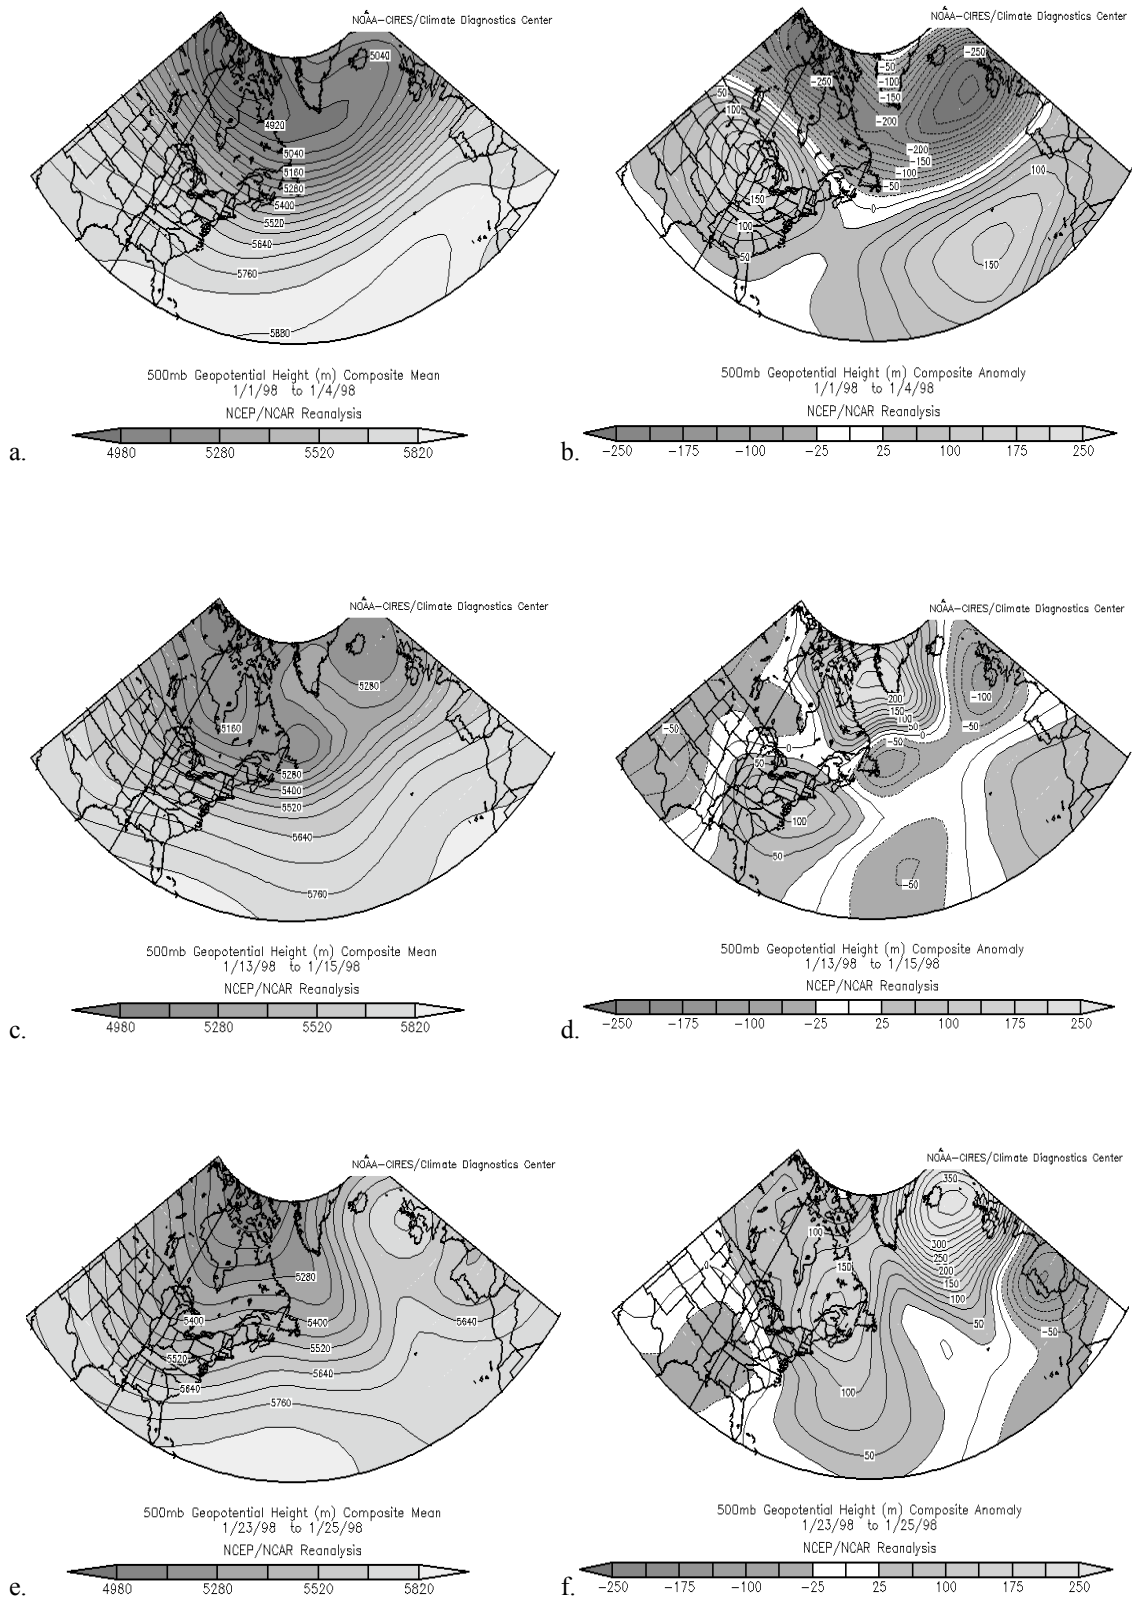 NOAA-CIRES/Climate Diagnostics Center
5040
4920
5040
5160
5280
5400
5520
5640
5760
5880
500mb Geopotential Height (m) Composite Mean
1/1/98 to 1/4/98
NCEP/NCAR Reanalysis
4980 5280 5520 5820
a.
NOAA-CIRES/Climate Diagnostics Center
-250
-50
-100
-150
-250
50
100
-200
-200
-150
-100
-50
100
150
0
100
50
150
500mb Geopotential Height (m) Composite Anomaly
1/1/98 to 1/4/98
NCEP/NCAR Reanalysis
-250 -175 -100 -25 25 100 175 250
b.
NOAA-CIRES/Climate Diagnostics Center
5280
5160
5280
5400
5520
5640
5760
500mb Geopotential Height (m) Composite Mean
1/13/98 to 1/15/98
NCEP/NCAR Reanalysis
4980 5280 5520 5820
c.
NOAA-CIRES/Climate Diagnostics Center
200
-100
150
100
50
-50
-50
0
0
-50
50
100
50
-50
500mb Geopotential Height (m) Composite Anomaly
1/13/98 to 1/15/98
NCEP/NCAR Reanalysis
-250 -175 -100 -25 25 100 175 250
d.
NOAA-CIRES/Climate Diagnostics Center
5280
5400
5400
5520
5520
5640
5640
5640
5760
500mb Geopotential Height (m) Composite Mean
1/23/98 to 1/25/98
NCEP/NCAR Reanalysis
4980 5280 5520 5820
e.
NOAA-CIRES/Climate Diagnostics Center
350
100
300
250
200
150
150
100
0
50
-50
100
50
500mb Geopotential Height (m) Composite Anomaly
1/23/98 to 1/25/98
NCEP/NCAR Reanalysis
-250 -175 -100 -25 25 100 175 250
f.